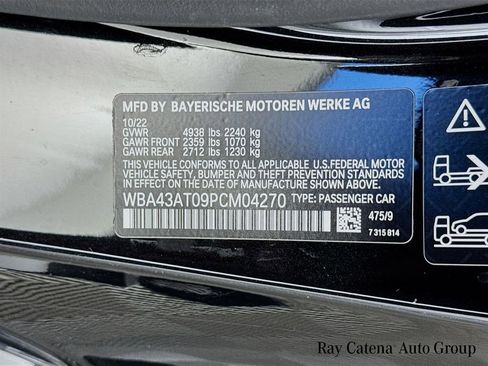 MFD BY BAYERISCHE MOTOREN WERKE AG
10/22
GVWR 4938 lbs 2240 kg
GAWR FRONT 2359 lbs 1070 kg
GAWR REAR 2712 lbs 1230 kg
THIS VEHICLE CONFORMS TO ALL APPLICABLE U.S.FEDERAL MOTOR
VEHICLE SAFETY, BUMPER AND THEFT PREVENTION STANDARDS
IN EFFECT ON THE DATE OF MANUFACTURE SHOWN ABOVE.
WBA43AT09PCM04270 TYPE: PASSENGER CAR
475/9
7 315 814
Ray Catena Auto Group